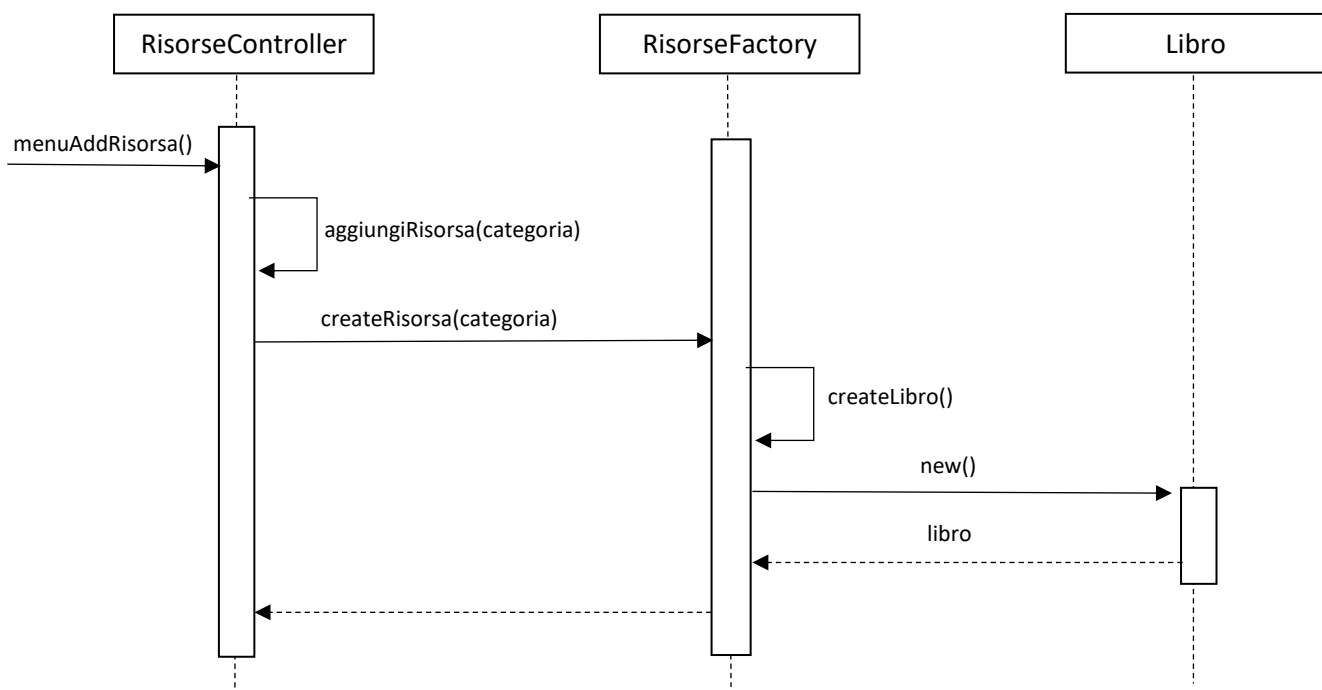 RisorseController
RisorseFactory
Libro
menuAddRisorsa()
aggiungiRisorsa(categoria)
createRisorsa(categoria)
createLibro()
new()
libro